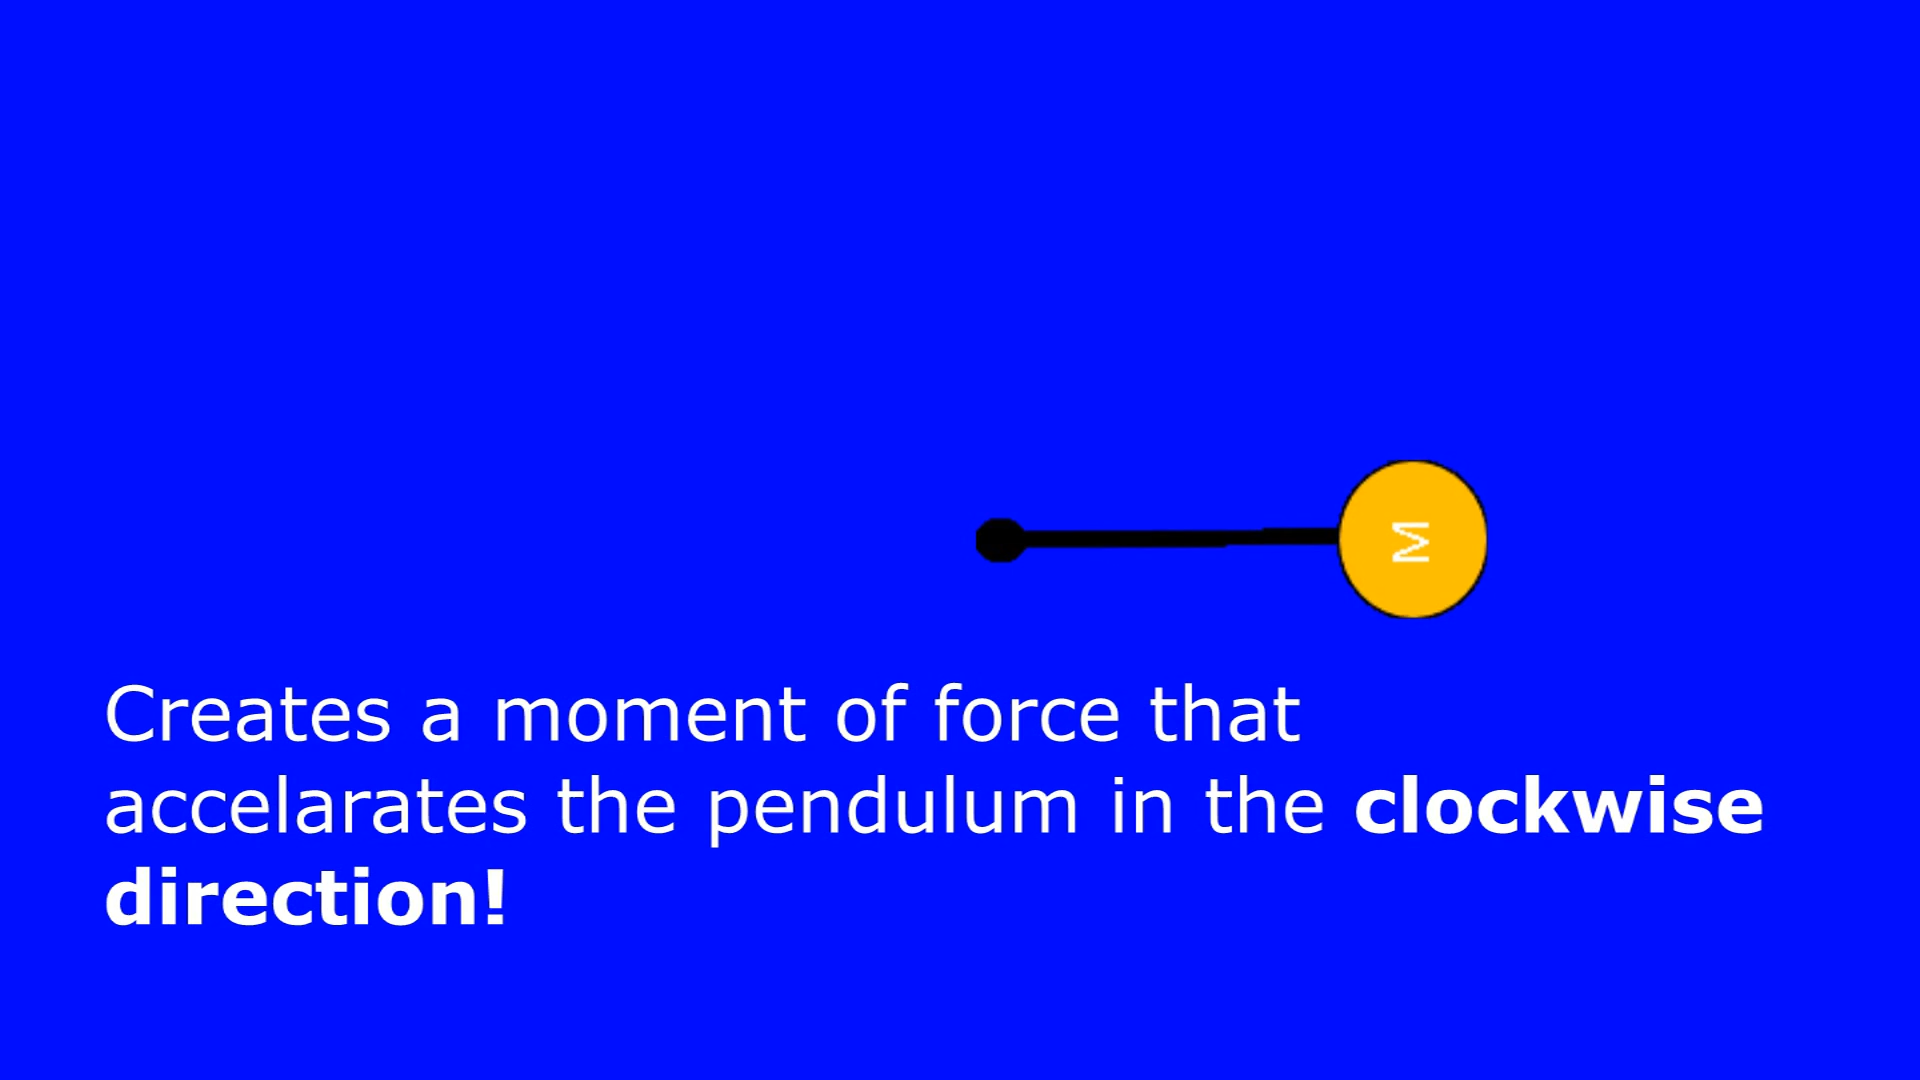 M
Creates a moment of force that
accelarates the pendulum in the clockwise
direction!